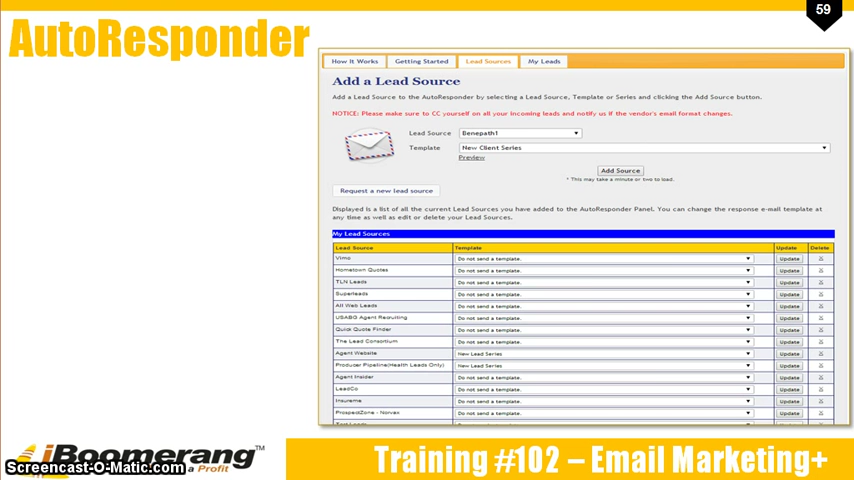 59
AutoResponder
How It Works Getting Started Lead Sources My Leads
Add a Lead Source
Add a Lead Source to the AutoResponder by selecting a Lead Source, Template or Series and clicking the Add Source button.
NOTICE: Please make sure to CC yourself on all your incoming leads and notify us if the vendor's email format changes.
Lead Source Benepath1
Template New Client Series
Preview
Add Source
* This may take a minute or two to load.
Request a new lead source
Displayed is a list of all the current Lead Sources you have added to the AutoResponder Panel. You can change the response e-mail template at
any time as well as edit or delete your Lead Sources.
My Lead Sources
Lead Source Template Update Delete
Vimo Do not send a template. Update
Hometown Quotes Do not send a template. Update
TLN Leads Do not send a template. Update
Superleads Do not send a template. Update
All Web Leads Do not send a template. Update
USABG Agent Recruiting Do not send a template. Update
Quick Quote Finder Do not send a template. Update
The Lead Consortium Do not send a template. Update
Agent Website New Lead Series Update
Producer Pipeline(Health Leads Only) New Lead Series Update
Agent Insider Do not send a template. Update
LeadCo Do not send a template. Update
Insureme Do not send a template. Update
ProspectZone - Norvax Do not send a template. Update
iBoomerang™
Screencast-O-Matic.com
a Profit
Training #102 – Email Marketing+